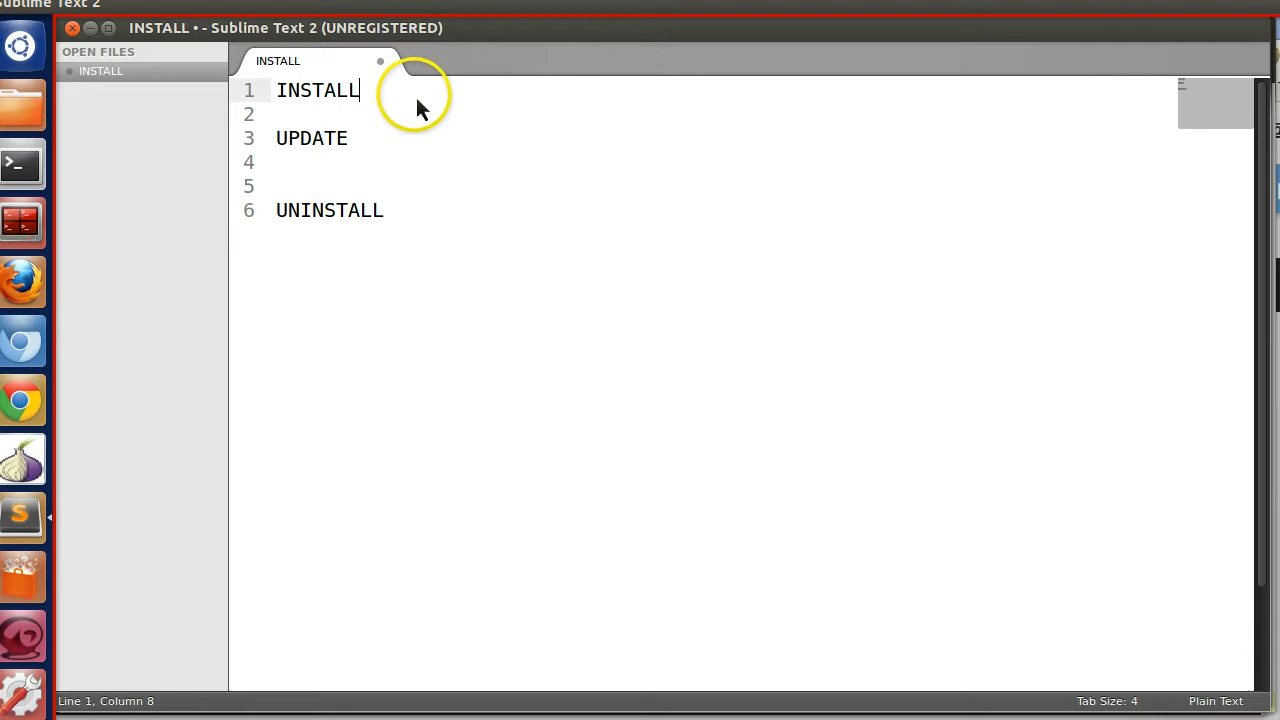 Sublime Text 2
INSTALL • - Sublime Text 2 (UNREGISTERED)
OPEN FILES
INSTALL
INSTALL
1 INSTALL
2
3 UPDATE
4
5
6 UNINSTALL
Line 1, Column 8
Tab Size: 4
Plain Text